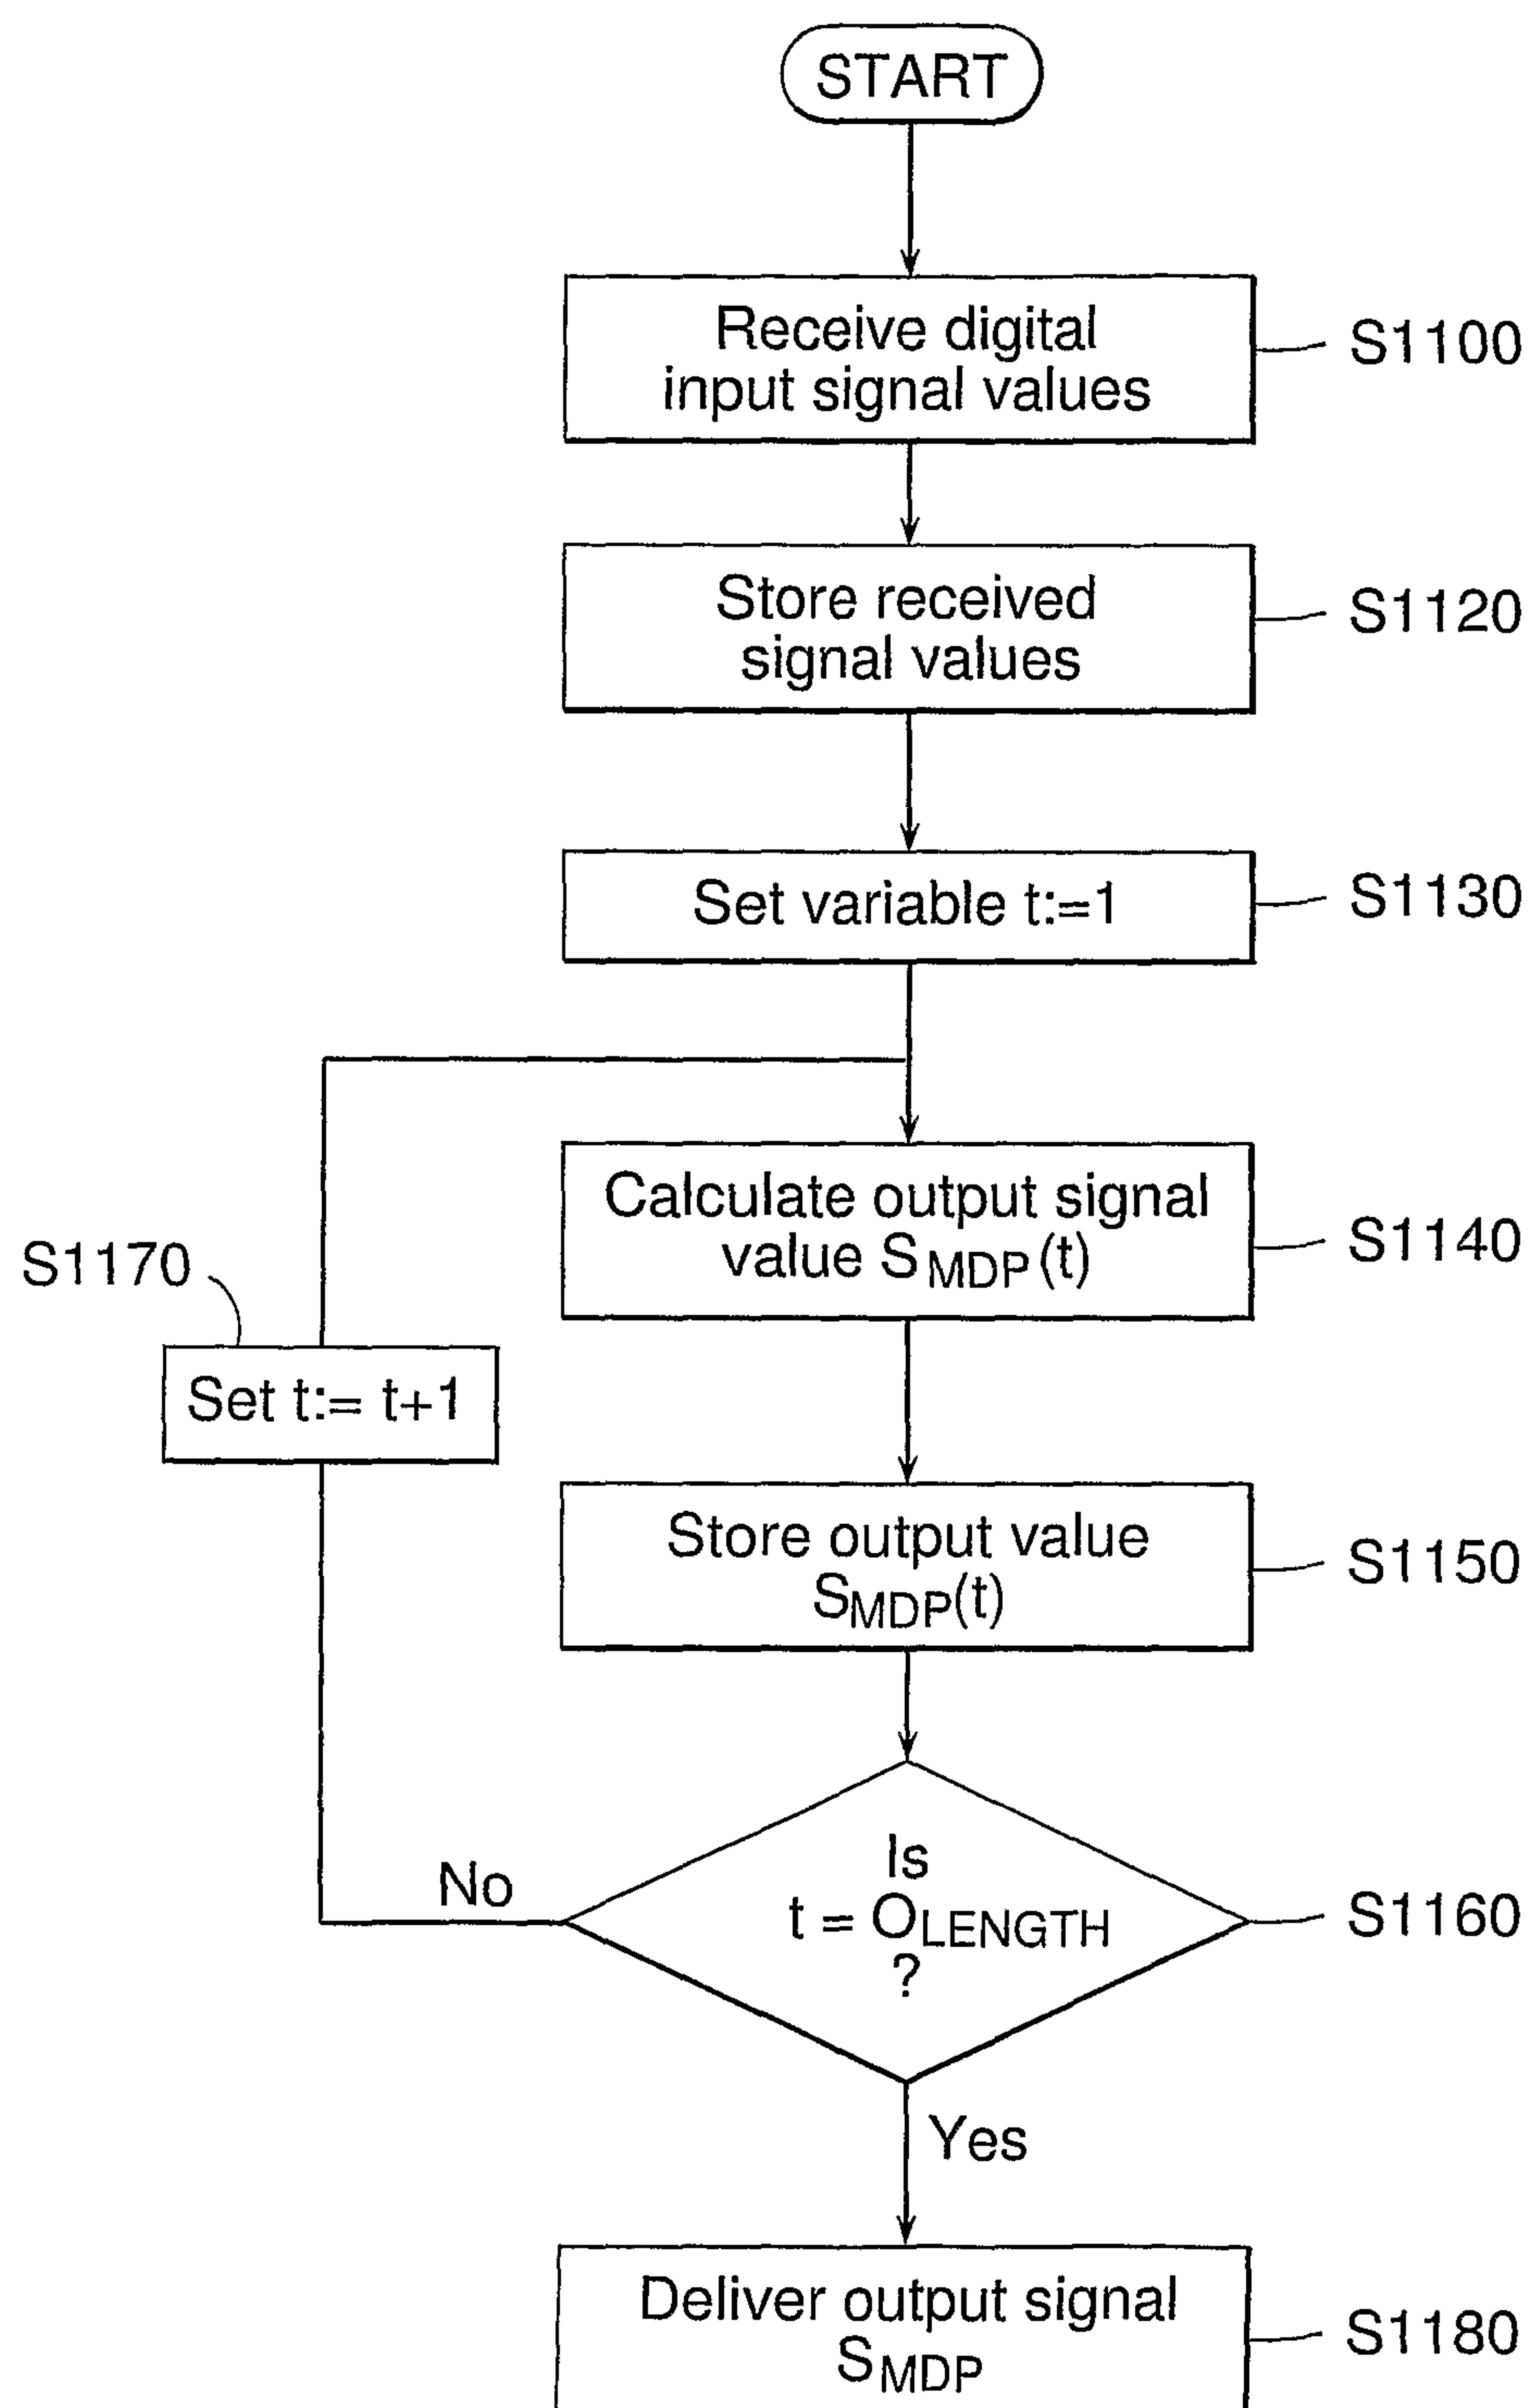 START
Receive digital
input signal values
S1100
Store received
signal values
S1120
Set variable t:=1
S1130
Calculate output signal
value SMDP(t)
S1140
S1170
Set t:= t+1
Store output value
SMDP(t)
S1150
Is
t = OLENGTH
?
S1160
No
Yes
Deliver output signal
SMDP
S1180